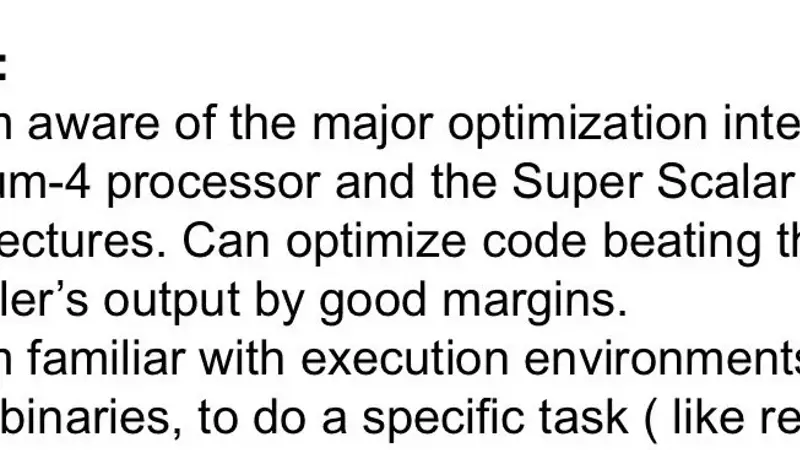 :
n aware of the major optimization inte
um-4 processor and the Super Scalar
ectures. Can optimize code beating th
ler’s output by good margins.
n familiar with execution environments
binaries, to do a specific task ( like re